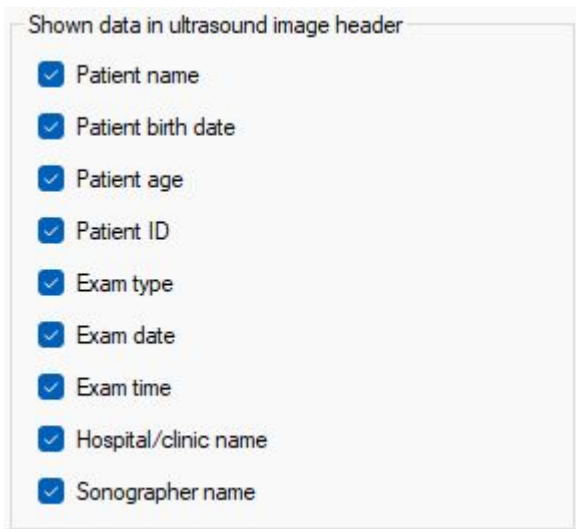 Shown data in ultrasound image header
Patient name
Patient birth date
Patient age
Patient ID
Exam type
Exam date
Exam time
Hospital/clinic name
Sonographer name